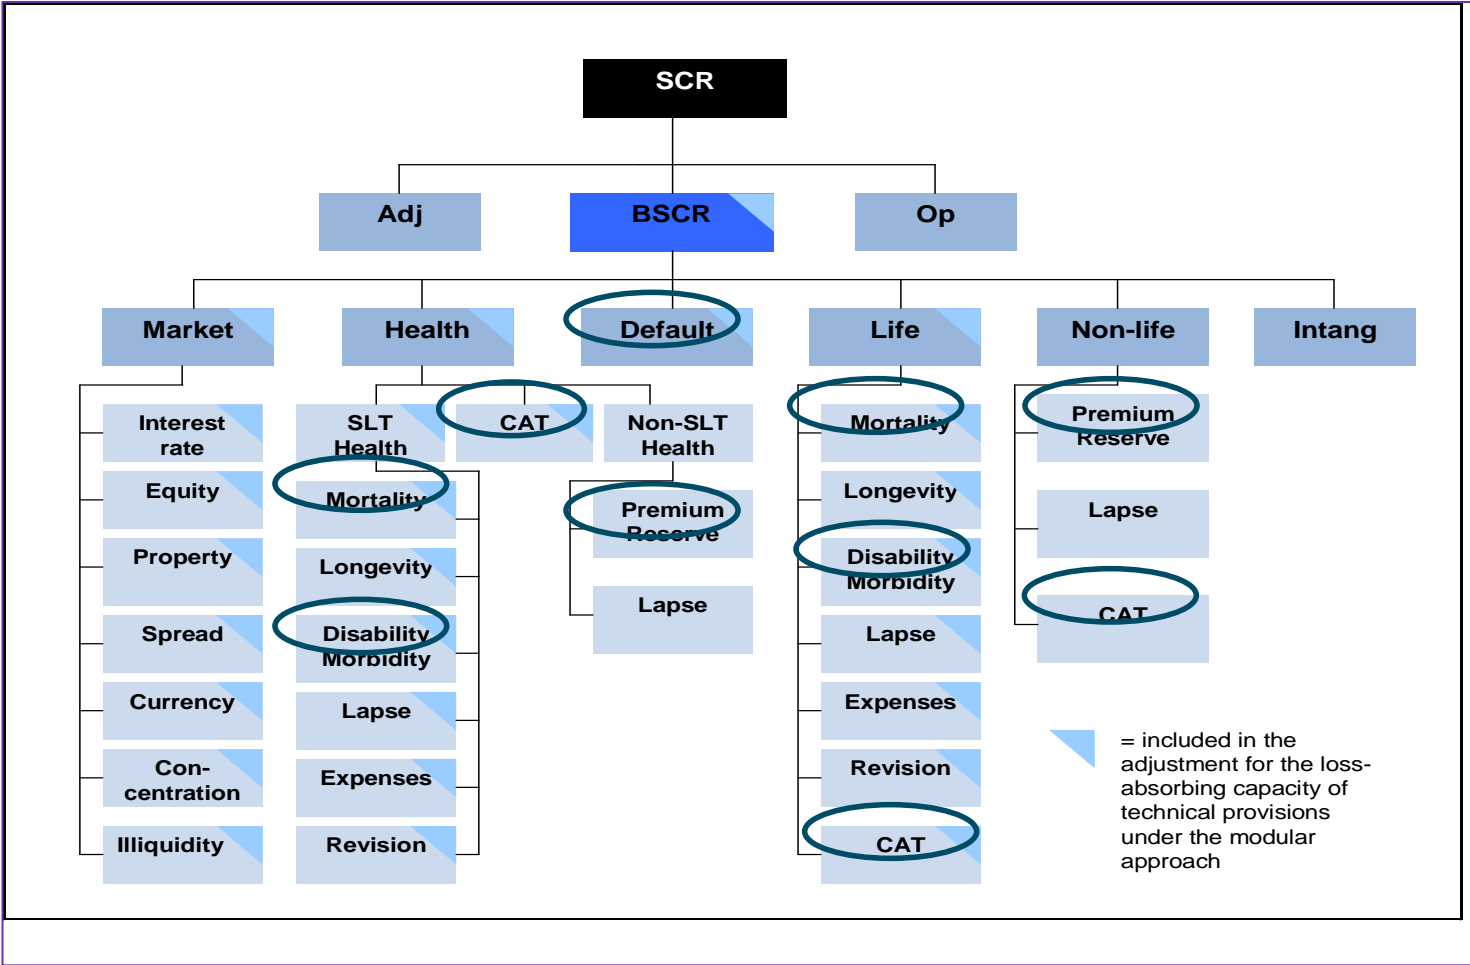 SCR
Adj
BSCR
Op
Market
Health
Default
Life
Non-life
Intang
Interest
rate
Equity
Property
Spread
Currency
Con-
centration
Illiquidity
SLT
Health
Mortality
Longevity
Disability
Morbidity
Lapse
Expenses
Revision
CAT
Non-SLT
Health
Premium
Reserve
Lapse
Mortality
Longevity
Disability
Morbidity
Lapse
Expenses
Revision
CAT
Premium
Reserve
Lapse
CAT
= included in the
adjustment for the loss-
absorbing capacity of
technical provisions
under the modular
approach